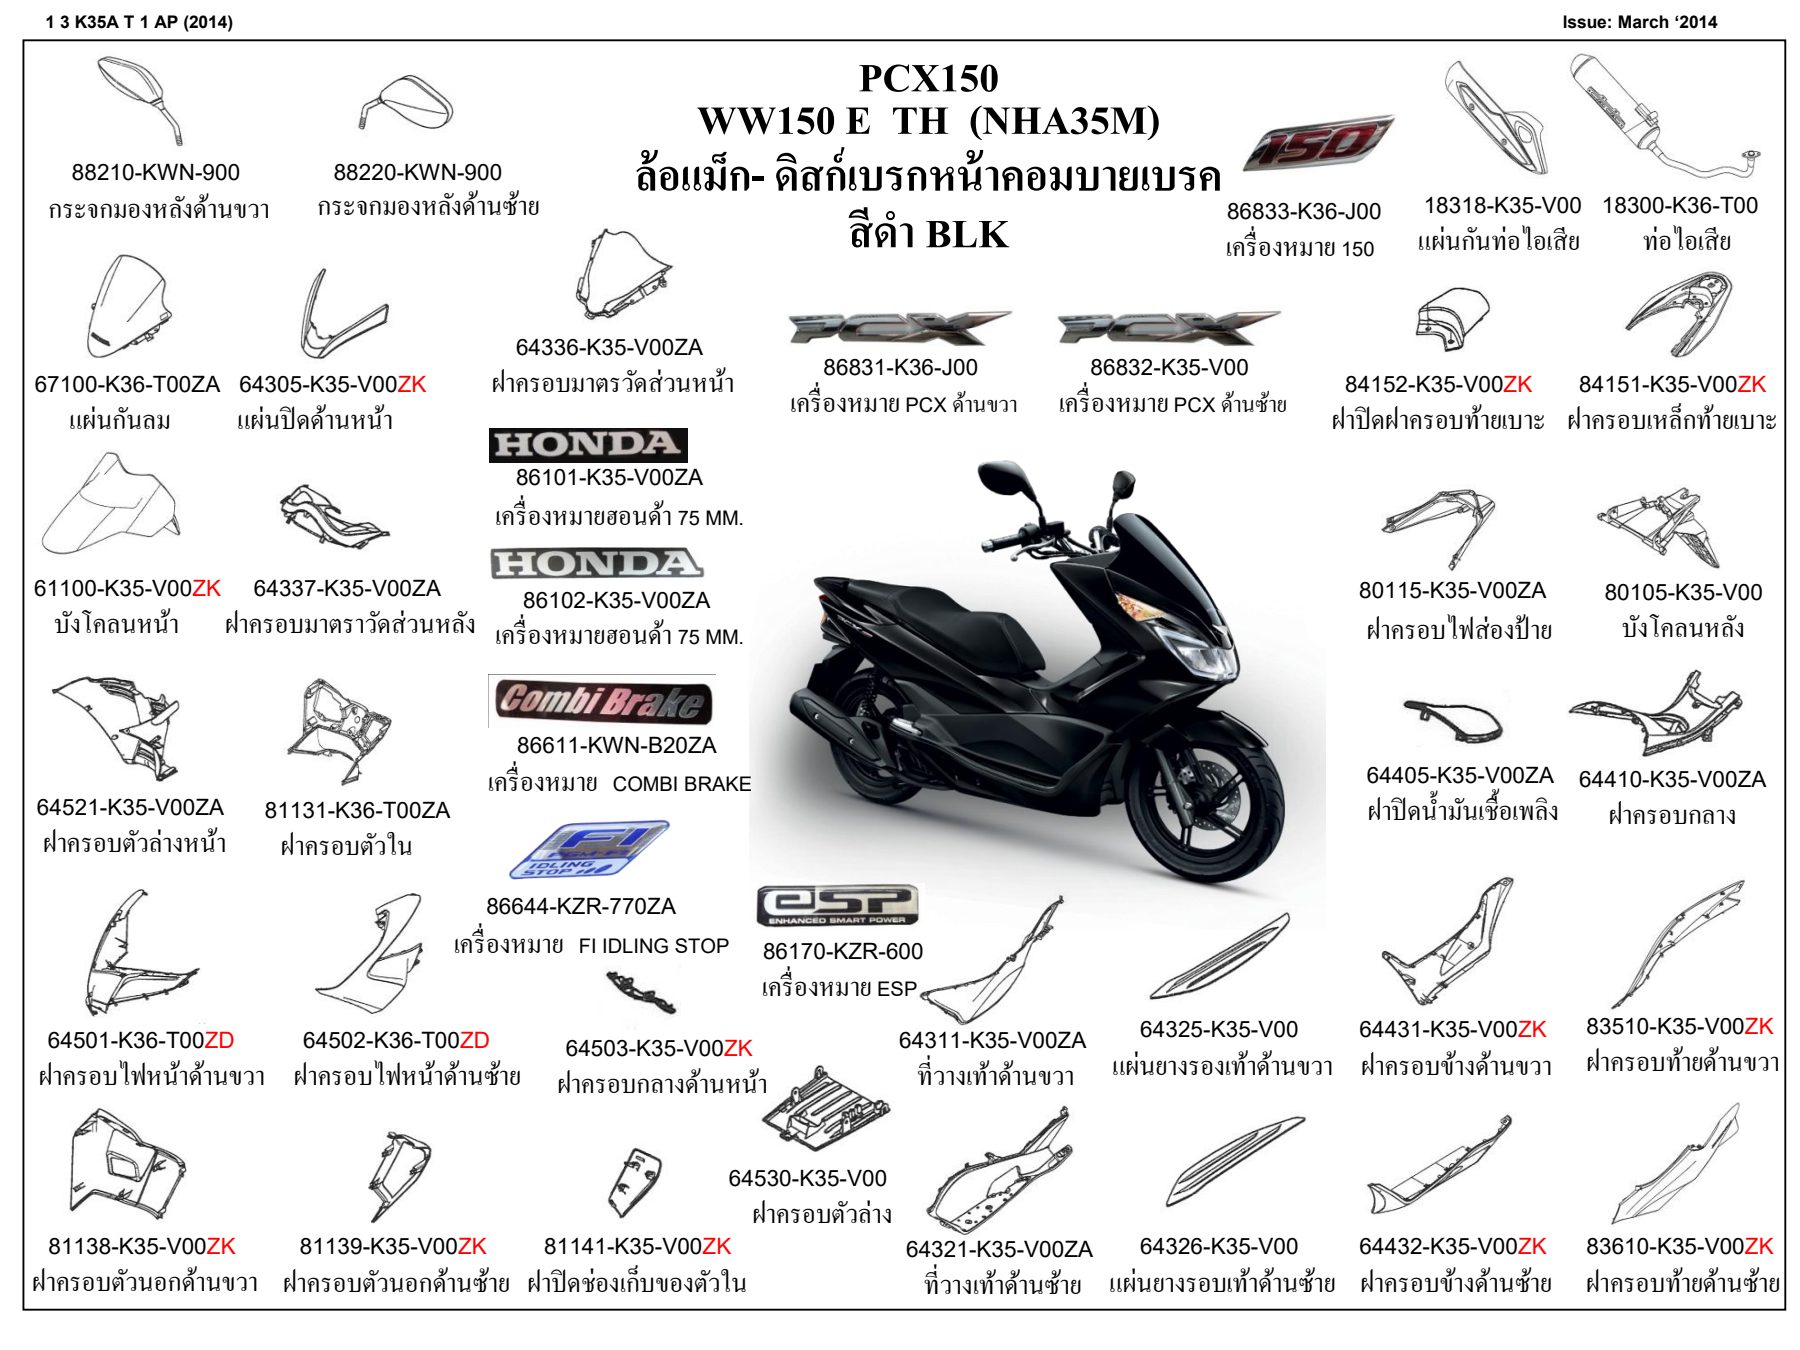 1 3 K35A T 1 AP (2014)
Issue: March ‘2014
PCX150
WW150 E TH (NHA35M)
ล้อแม็ก- ดิสก์เบรกหน้าคอมบายเบรค
สีดำ BLK
88210-KWN-900
กระจกมองหลังด้านขวา
88220-KWN-900
กระจกมองหลังด้านซ้าย
150
86833-K36-J00
เครื่องหมาย 150
18318-K35-V00
แผ่นกันท่อไอเสีย
18300-K36-T00
ท่อไอเสีย
67100-K36-T00ZA
แผ่นกันลม
64305-K35-V00ZK
แผ่นปิดด้านหน้า
64336-K35-V00ZA
ฝาครอบมาตรวัดส่วนหน้า
PCX
86831-K36-J00
เครื่องหมาย PCX ด้านขวา
PCX
86832-K35-V00
เครื่องหมาย PCX ด้านซ้าย
84152-K35-V00ZK
ฝาปิดฝาครอบท้ายเบาะ
84151-K35-V00ZK
ฝาครอบเหล็กท้ายเบาะ
HONDA
86101-K35-V00ZA
เครื่องหมายฮอนด้า 75 MM.
HONDA
86102-K35-V00ZA
เครื่องหมายฮอนด้า 75 MM.
61100-K35-V00ZK
บังโคลนหน้า
64337-K35-V00ZA
ฝาครอบมาตราวัดส่วนหลัง
80115-K35-V00ZA
ฝาครอบไฟส่องป้าย
80105-K35-V00
บังโคลนหลัง
Combi Brake
86611-KWN-B20ZA
เครื่องหมาย COMBI BRAKE
64521-K35-V00ZA
ฝาครอบตัวล่างหน้า
81131-K36-T00ZA
ฝาครอบตัวใน
64405-K35-V00ZA
ฝาปิดน้ำมันเชื้อเพลิง
64410-K35-V00ZA
ฝาครอบกลาง
FI
PGM-FI
IDLING
STOP
86644-KZR-770ZA
เครื่องหมาย FI IDLING STOP
eSP
ENHANCED SMART POWER
86170-KZR-600
เครื่องหมาย ESP
64501-K36-T00ZD
ฝาครอบไฟหน้าด้านขวา
64502-K36-T00ZD
ฝาครอบไฟหน้าด้านซ้าย
64503-K35-V00ZK
ฝาครอบกลางด้านหน้า
64311-K35-V00ZA
ที่วางเท้าด้านขวา
64325-K35-V00
แผ่นยางรองเท้าด้านขวา
64431-K35-V00ZK
ฝาครอบข้างด้านขวา
83510-K35-V00ZK
ฝาครอบท้ายด้านขวา
81138-K35-V00ZK
ฝาครอบตัวนอกด้านขวา
81139-K35-V00ZK
ฝาครอบตัวนอกด้านซ้าย
81141-K35-V00ZK
ฝาปิดช่องเก็บของตัวใน
64530-K35-V00
ฝาครอบตัวล่าง
64321-K35-V00ZA
ที่วางเท้าด้านซ้าย
64326-K35-V00
แผ่นยางรอบเท้าด้านซ้าย
64432-K35-V00ZK
ฝาครอบข้างด้านซ้าย
83610-K35-V00ZK
ฝาครอบท้ายด้านซ้าย